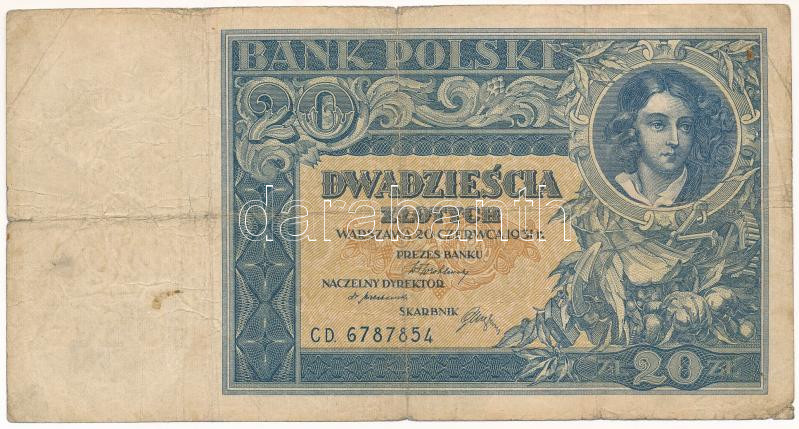 BANK POLSKI
20
DWADZIEŚCIA
ZŁOTYCH
WARSZAWA 20 CZERWCA 1931 r.
PREZES BANKU
NACZELNY DYREKTOR
SKARBNIK
CD. 6787854
ZŁ 20 ZŁ
darabanth